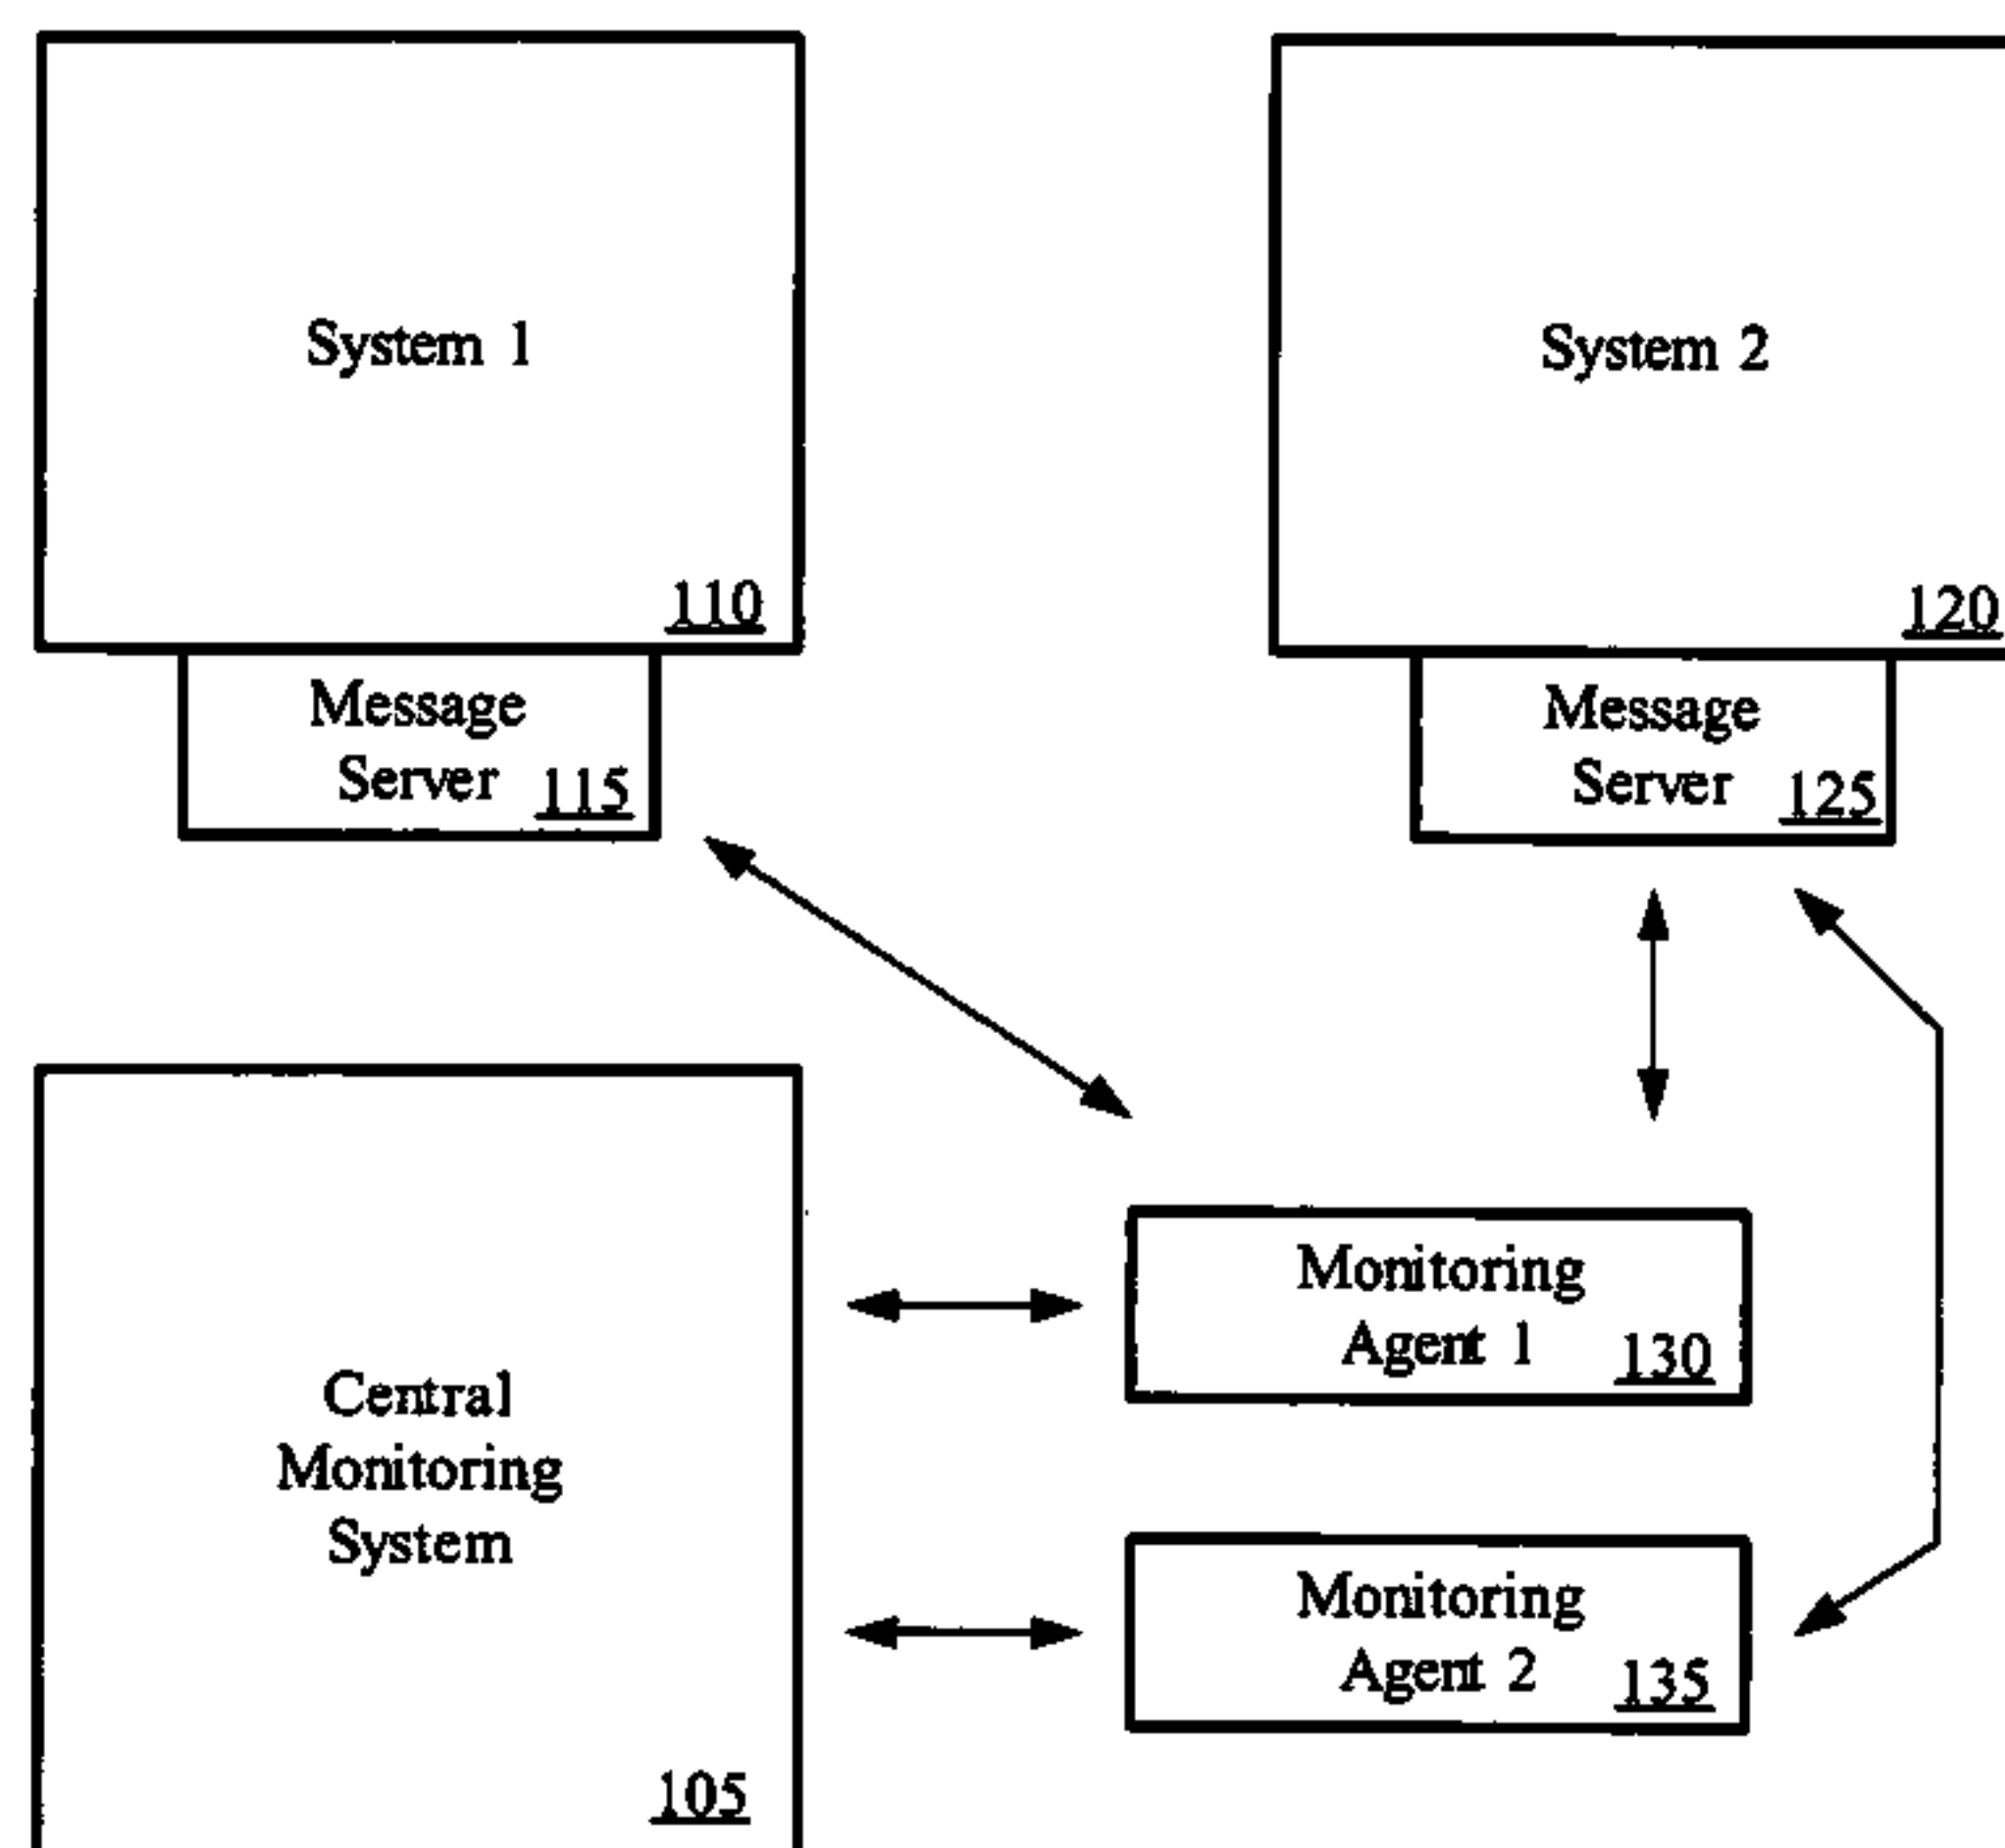 System 1
110
Message
Server 115
System 2
120
Message
Server 125
Central
Monitoring
System
105
Monitoring
Agent 1 130
Monitoring
Agent 2 135